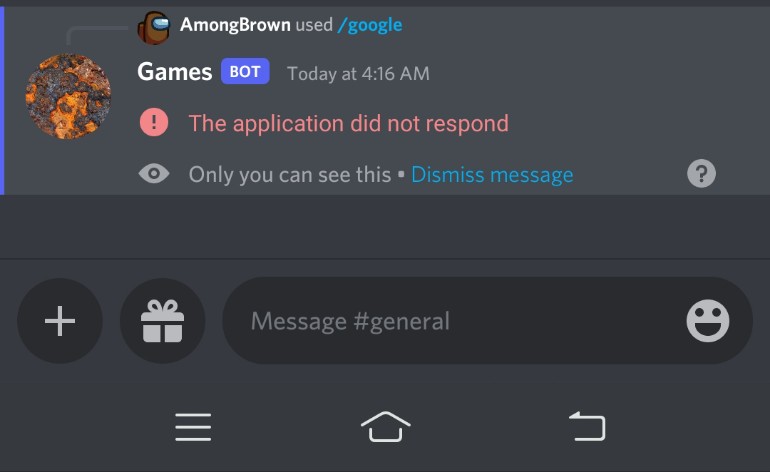 AmongBrown used /google
Games BOT Today at 4:16 AM
! The application did not respond
Only you can see this • Dismiss message ?
Message #general